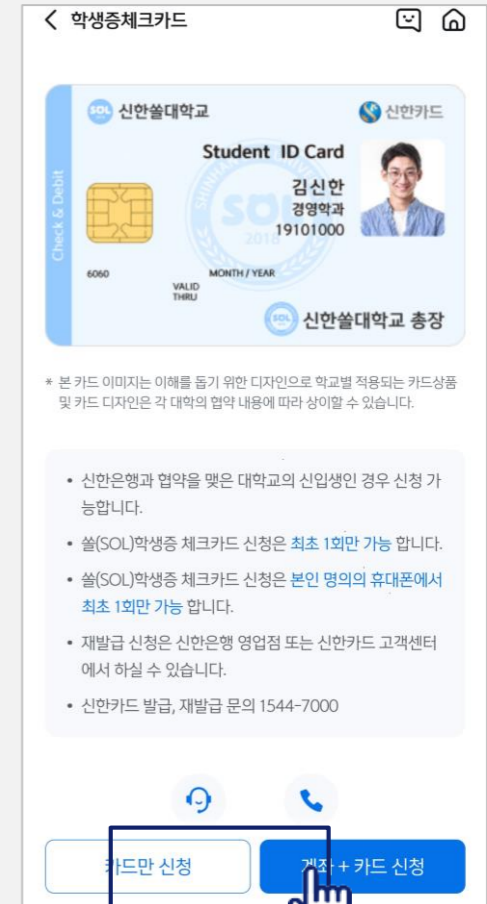 학생증체크카드
SOL 신한쏠대학교
신한카드
Student ID Card
김신한
경영학과
19101000
Check & Debit
SOL
2018
6060
MONTH / YEAR
VALID
THRU
SOL 신한쏠대학교 총장
* 본 카드 이미지는 이해를 돕기 위한 디자인으로 학교별 적용되는 카드상품
및 카드 디자인은 각 대학의 협약 내용에 따라 상이할 수 있습니다.
• 신한은행과 협약을 맺은 대학교의 신입생인 경우 신청 가
능합니다.
• 쏠(SOL)학생증 체크카드 신청은 최초 1회만 가능 합니다.
• 쏠(SOL)학생증 체크카드 신청은 본인 명의의 휴대폰에서
최초 1회만 가능 합니다.
• 재발급 신청은 신한은행 영업점 또는 신한카드 고객센터
에서 하실 수 있습니다.
• 신한카드 발급, 재발급 문의 1544-7000
카드만 신청
계좌 + 카드 신청